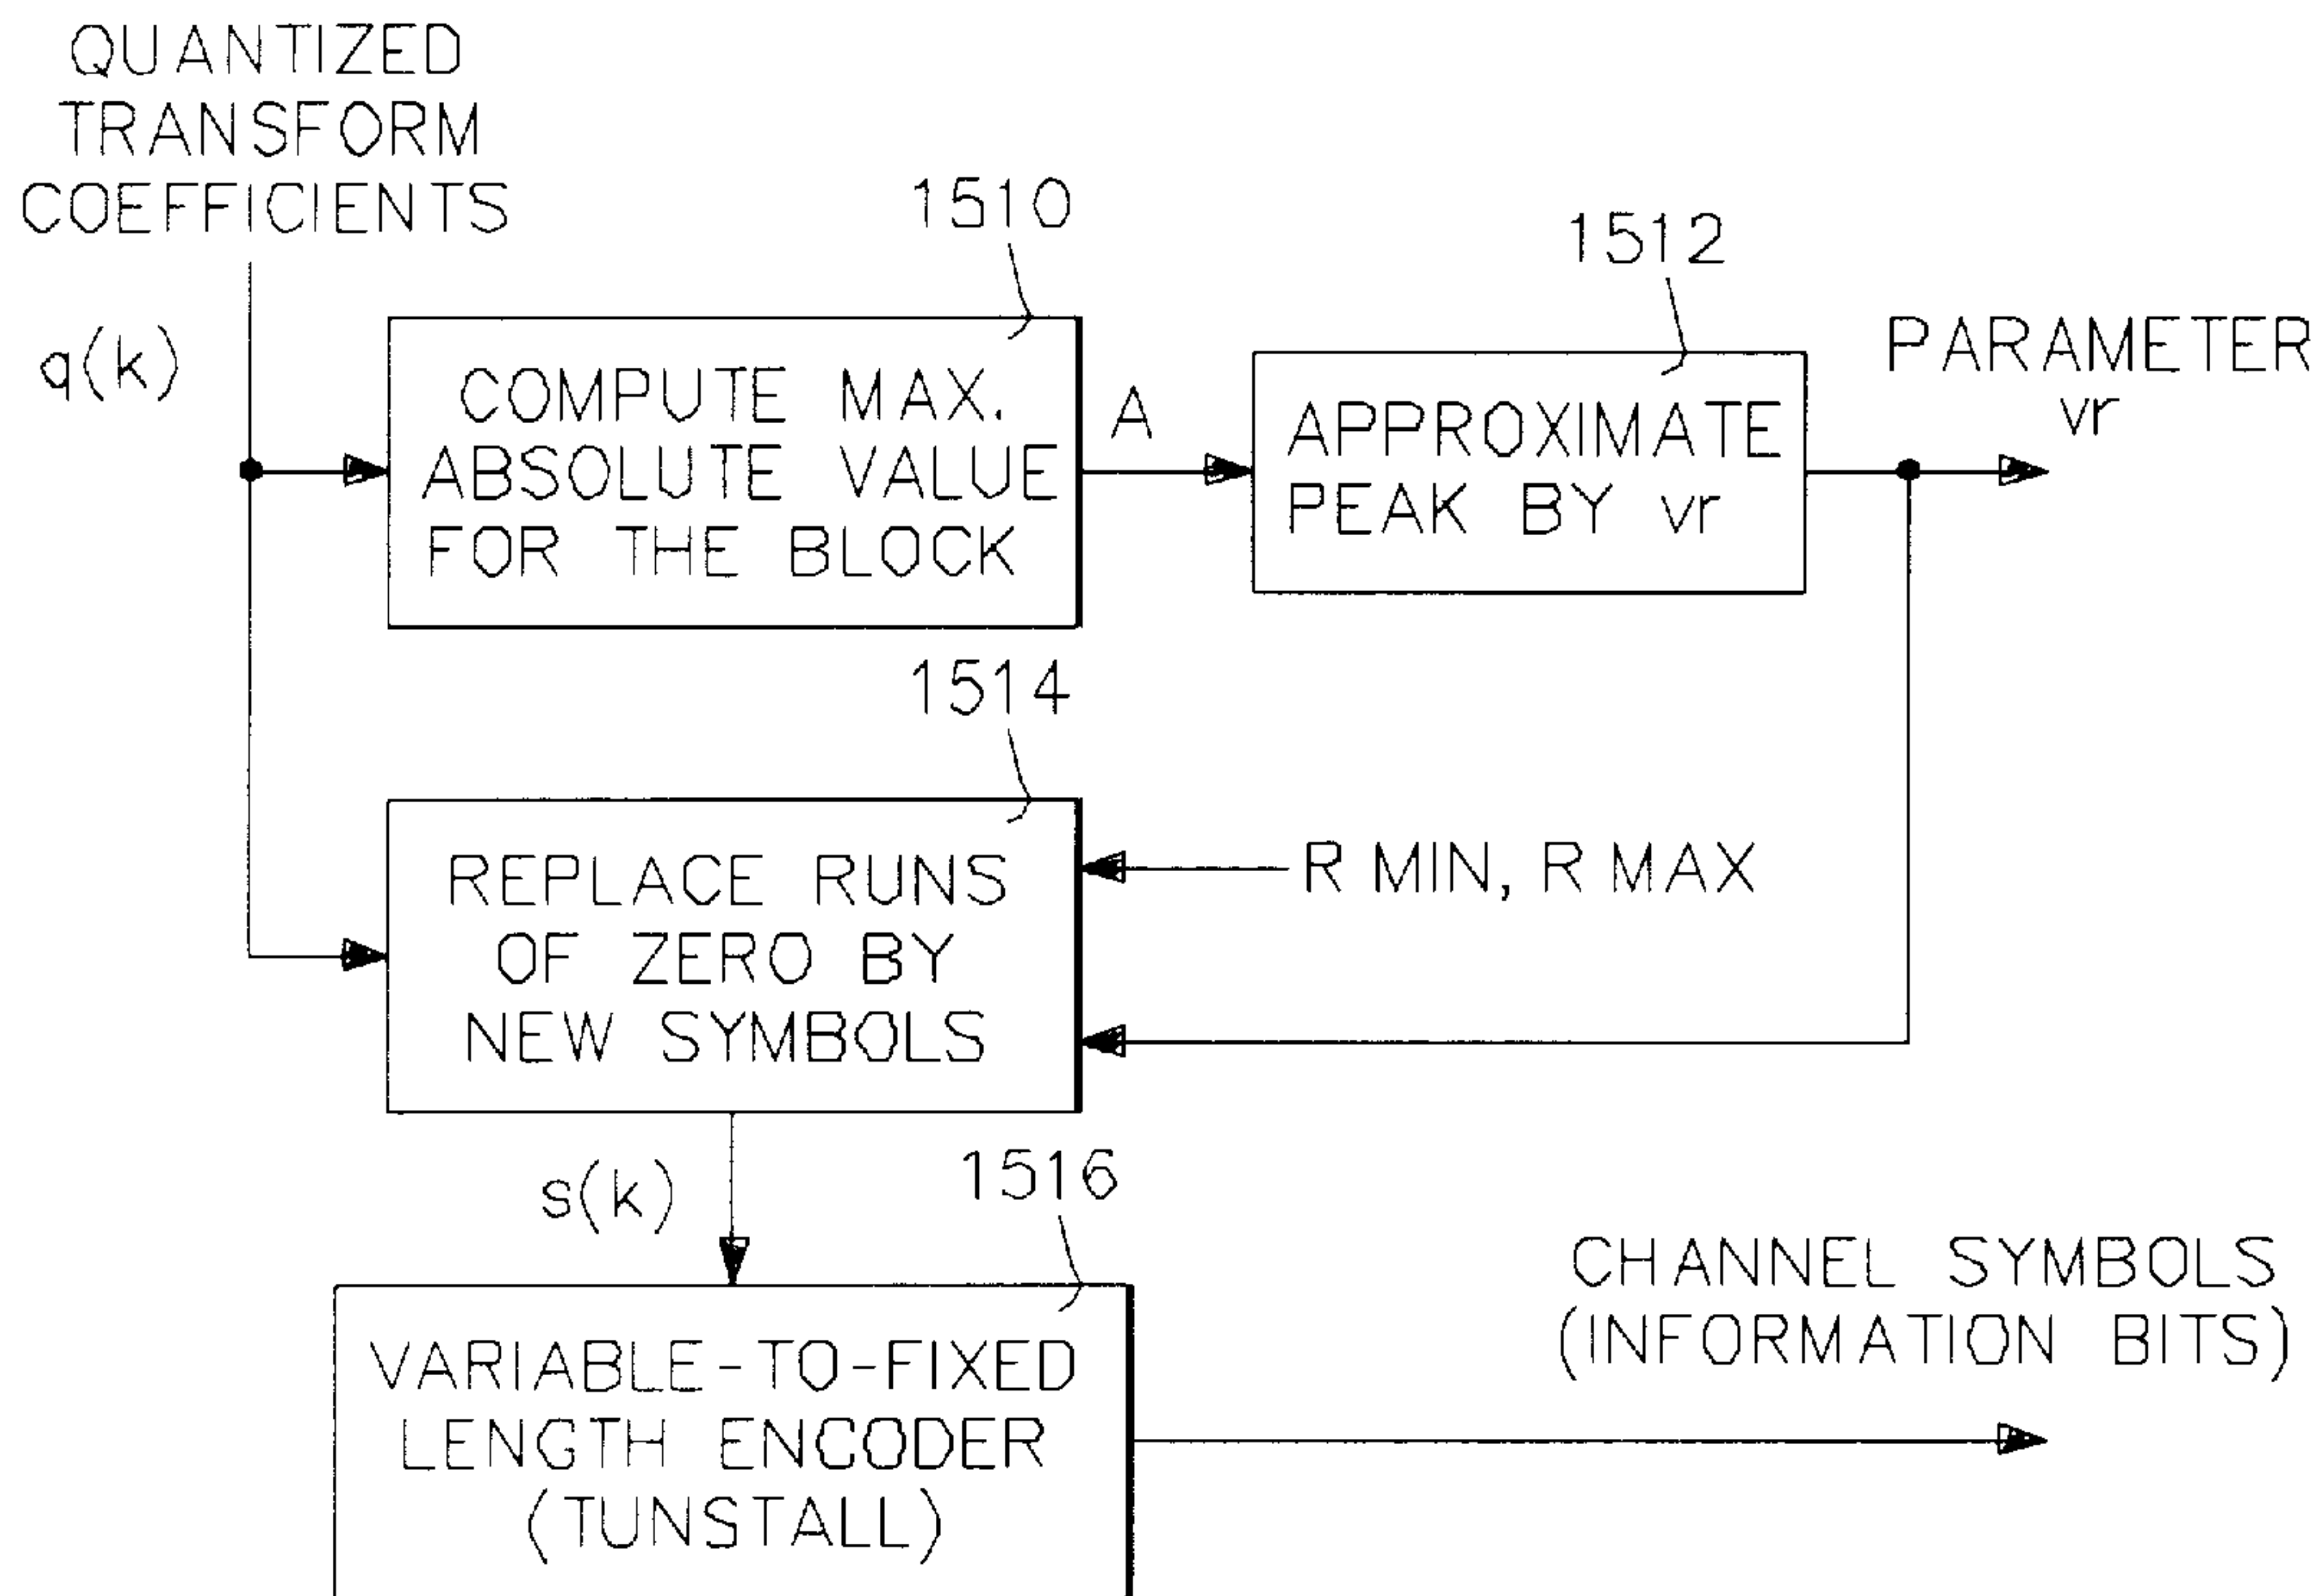 QUANTIZED
TRANSFORM
COEFFICIENTS
q(k)
1510
COMPUTE MAX.
ABSOLUTE VALUE
FOR THE BLOCK
A
1512
APPROXIMATE
PEAK BY vr
PARAMETER
vr
1514
REPLACE RUNS
OF ZERO BY
NEW SYMBOLS
R MIN, R MAX
s(k)
1516
VARIABLE-TO-FIXED
LENGTH ENCODER
(TUNSTALL)
CHANNEL SYMBOLS
(INFORMATION BITS)